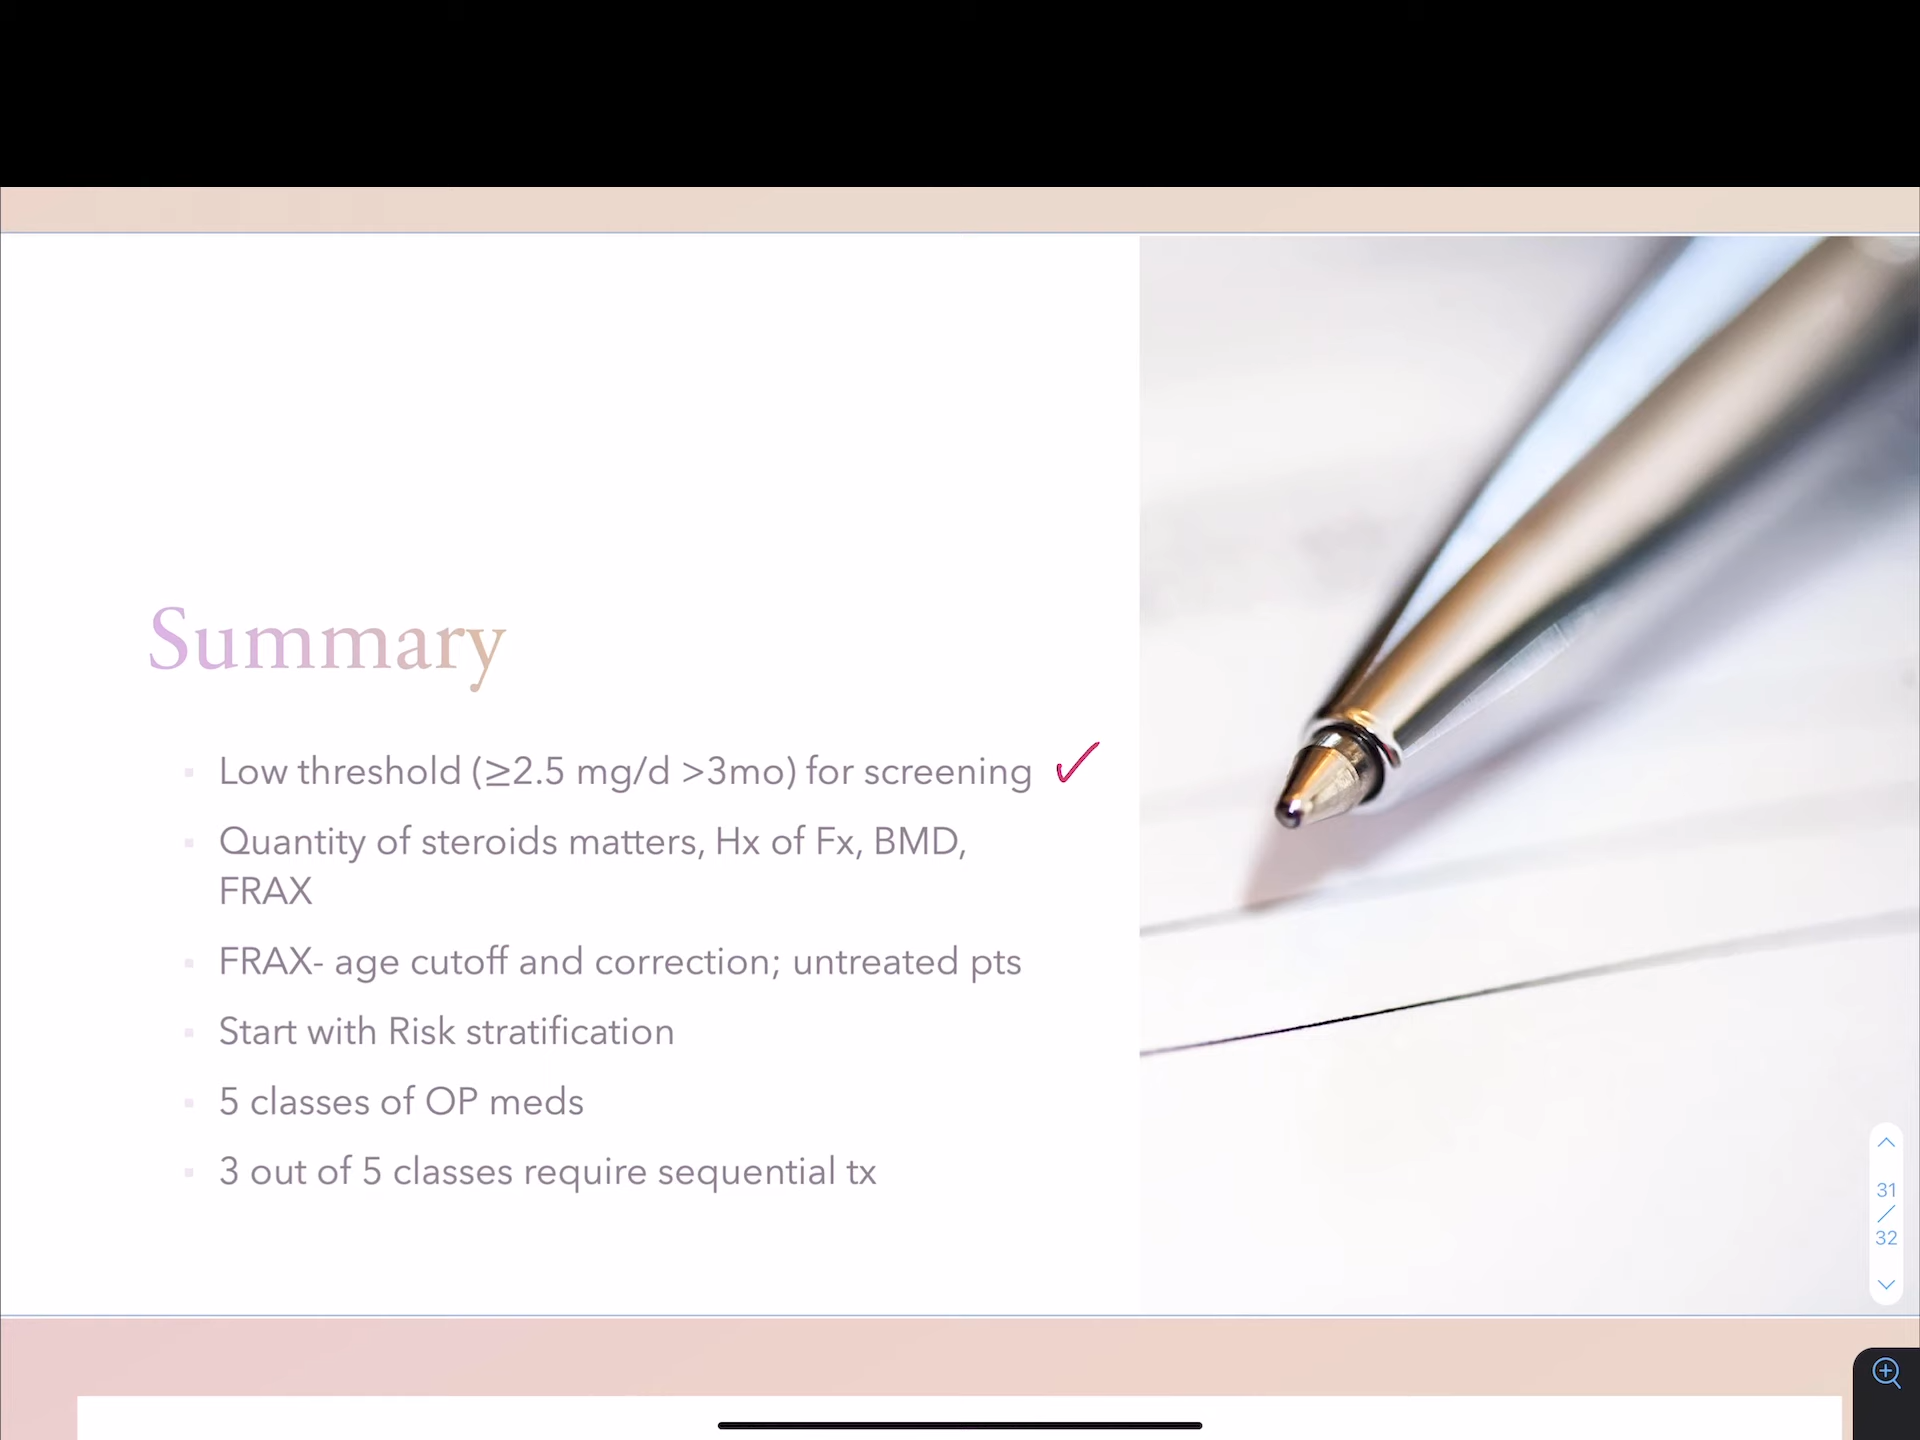 Summary
Low threshold (≥2.5 mg/d >3mo) for screening ✓
Quantity of steroids matters, Hx of Fx, BMD,
FRAX
FRAX- age cutoff and correction; untreated pts
Start with Risk stratification
5 classes of OP meds
3 out of 5 classes require sequential tx
31
/
32